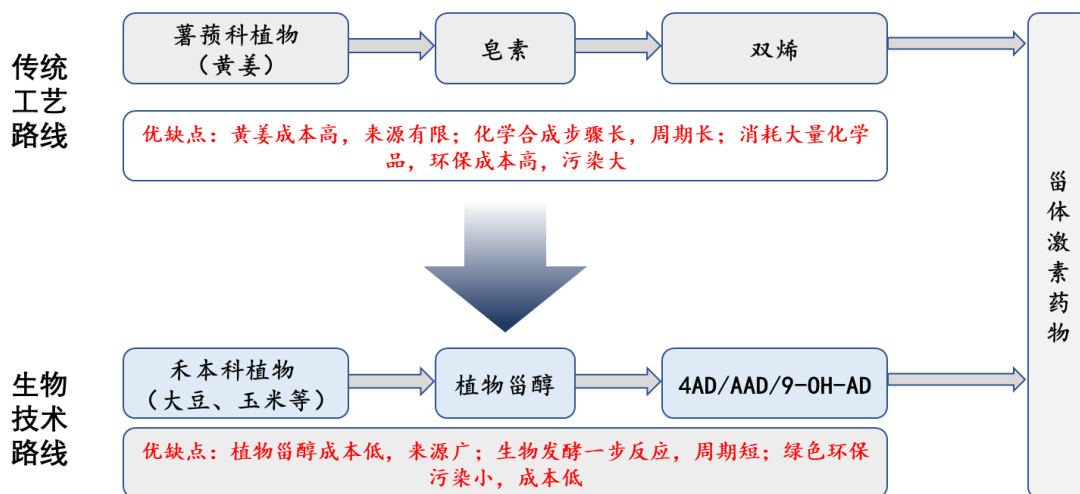 传统
工艺
路线
薯蓣科植物
（黄姜）
皂素
双烯
优缺点：黄姜成本高，来源有限；化学合成步骤长，周期长；消耗大量化学
品，环保成本高，污染大
生物
技术
路线
禾本科植物
（大豆、玉米等）
植物甾醇
4AD/AAD/9-OH-AD
优缺点：植物甾醇成本低，来源广；生物发酵一步反应，周期短；绿色环保
污染小，成本低
甾
体
激
素
药
物